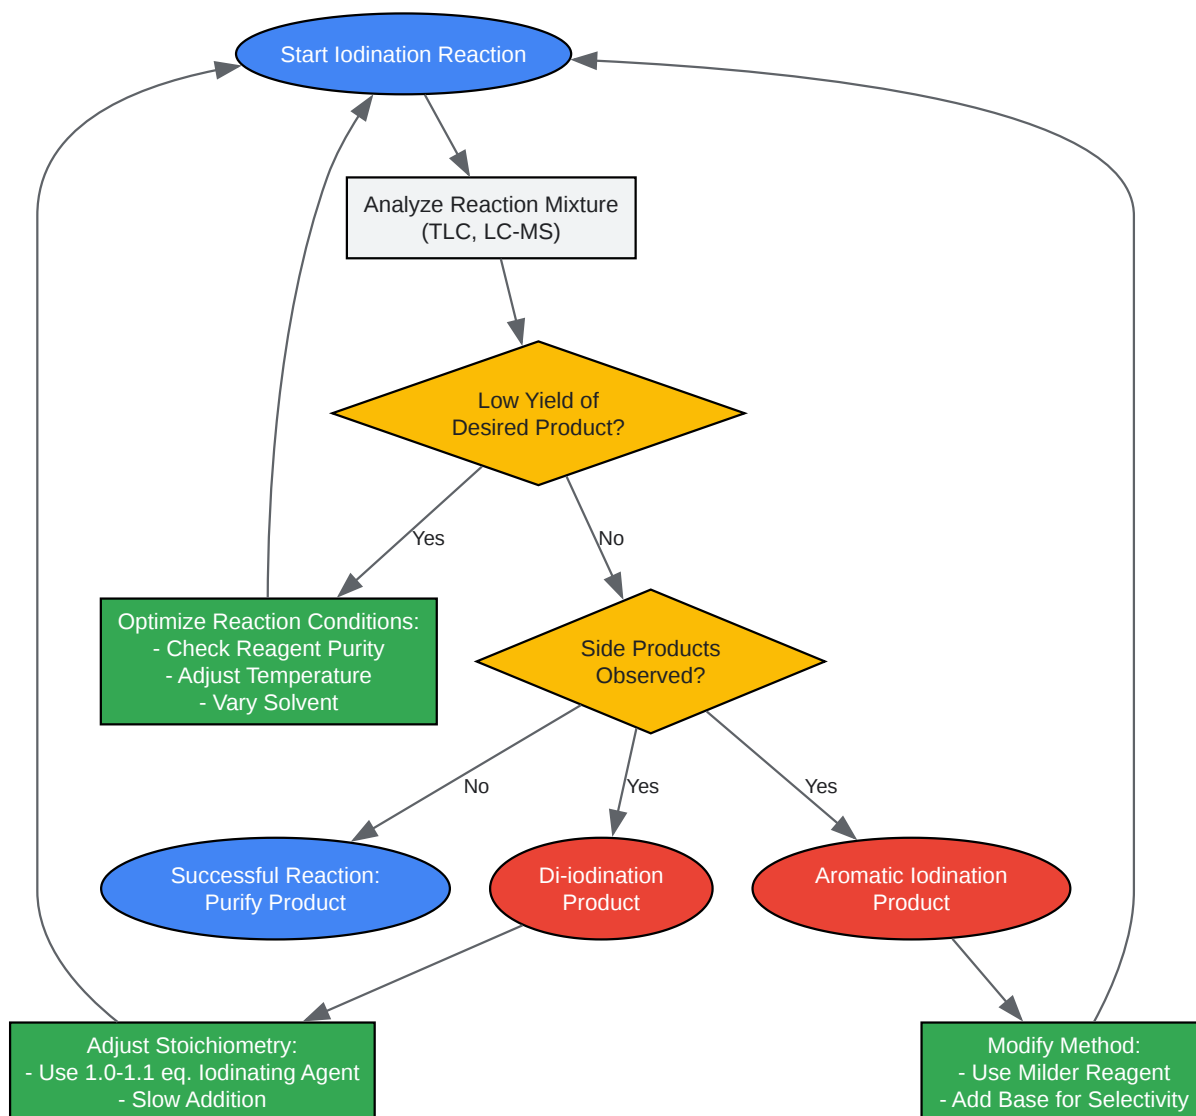 Start Iodination Reaction
Analyze Reaction Mixture
(TLC, LC-MS)
Low Yield of
Desired Product?
Yes
No
Optimize Reaction Conditions:
- Check Reagent Purity
- Adjust Temperature
- Vary Solvent
Side Products
Observed?
No
Yes
Yes
Successful Reaction:
Purify Product
Di-iodination
Product
Aromatic Iodination
Product
Adjust Stoichiometry:
- Use 1.0-1.1 eq. Iodinating Agent
- Slow Addition
Modify Method:
- Use Milder Reagent
- Add Base for Selectivity